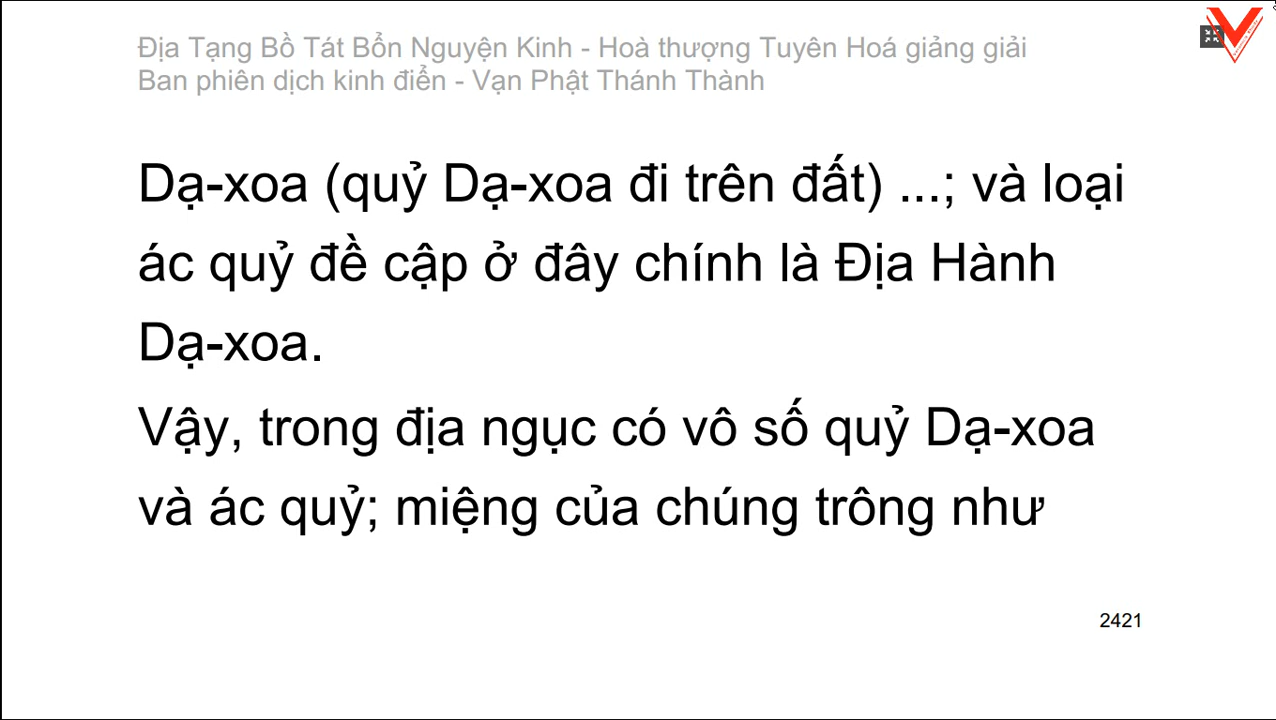 Địa Tạng Bồ Tát Bổn Nguyện Kinh - Hoà thượng Tuyên Hoá giảng giải
Ban phiên dịch kinh điển - Vạn Phật Thánh Thành
Dạ-xoa (quỷ Dạ-xoa đi trên đất) ...; và loại
ác quỷ đề cập ở đây chính là Địa Hành
Dạ-xoa.
Vậy, trong địa ngục có vô số quỷ Dạ-xoa
và ác quỷ; miệng của chúng trông như
2421